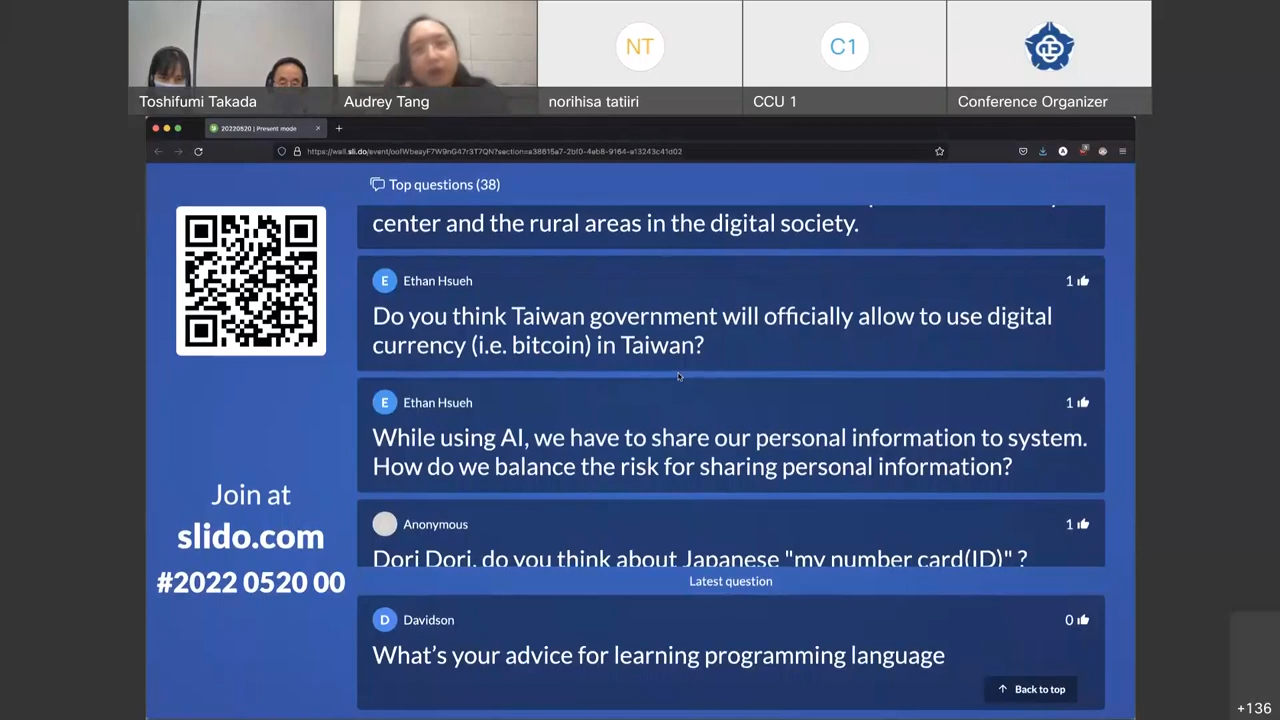 NT
C1
Toshifumi Takada
Audrey Tang
norihisa tatiiri
CCU 1
Conference Organizer
20220520 | Present mode
Top questions (38)
center and the rural areas in the digital society.
E
Ethan Hsueh
1
Do you think Taiwan government will officially allow to use digital
currency (i.e. bitcoin) in Taiwan?
E
Ethan Hsueh
1
While using AI, we have to share our personal information to system.
How do we balance the risk for sharing personal information?
Join at
slido.com
#2022 0520 00
Anonymous
1
Dori Dori, do you think about Japanese "my number card(ID)" ?
Latest question
D
Davidson
0
What's your advice for learning programming language
Back to top
+136